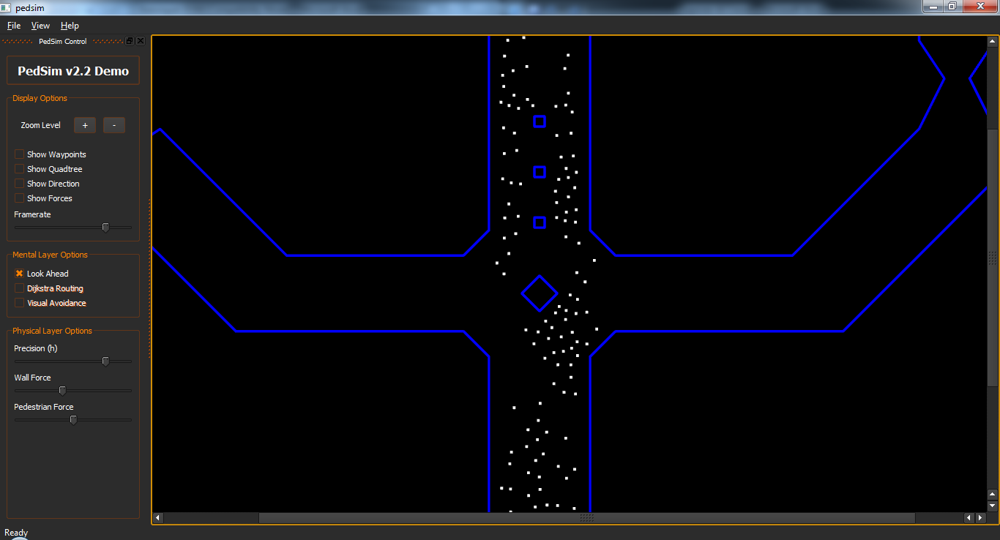 pedsim
File View Help
PedSim Control
PedSim v2.2 Demo
Display Options
Zoom Level + -
Show Waypoints
Show Quadtree
Show Direction
Show Forces
Framerate
Mental Layer Options
Look Ahead
Dijkstra Routing
Visual Avoidance
Physical Layer Options
Precision (h)
Wall Force
Pedestrian Force
Ready